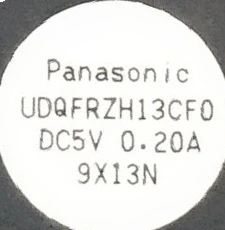 Panasonic
UDQFRZH13CF0
DC5V 0.20A
9X13N